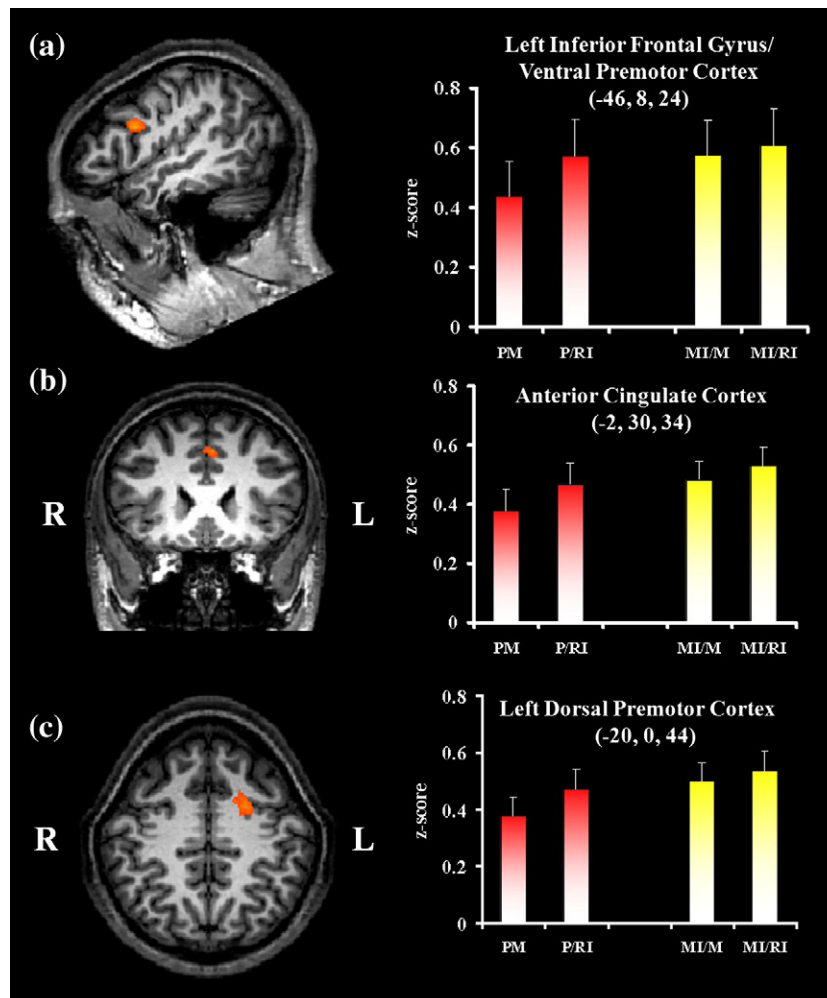 (a)
Left Inferior Frontal Gyrus/
Ventral Premotor Cortex
(-46, 8, 24)
0.8
0.6
0.4
0.2
0
z-score
PM P/RI MI/M MI/RI
(b)
R L
Anterior Cingulate Cortex
(-2, 30, 34)
0.8
0.6
0.4
0.2
0
z-score
PM P/RI MI/M MI/RI
(c)
R L
Left Dorsal Premotor Cortex
(-20, 0, 44)
0.8
0.6
0.4
0.2
0
z-score
PM P/RI MI/M MI/RI